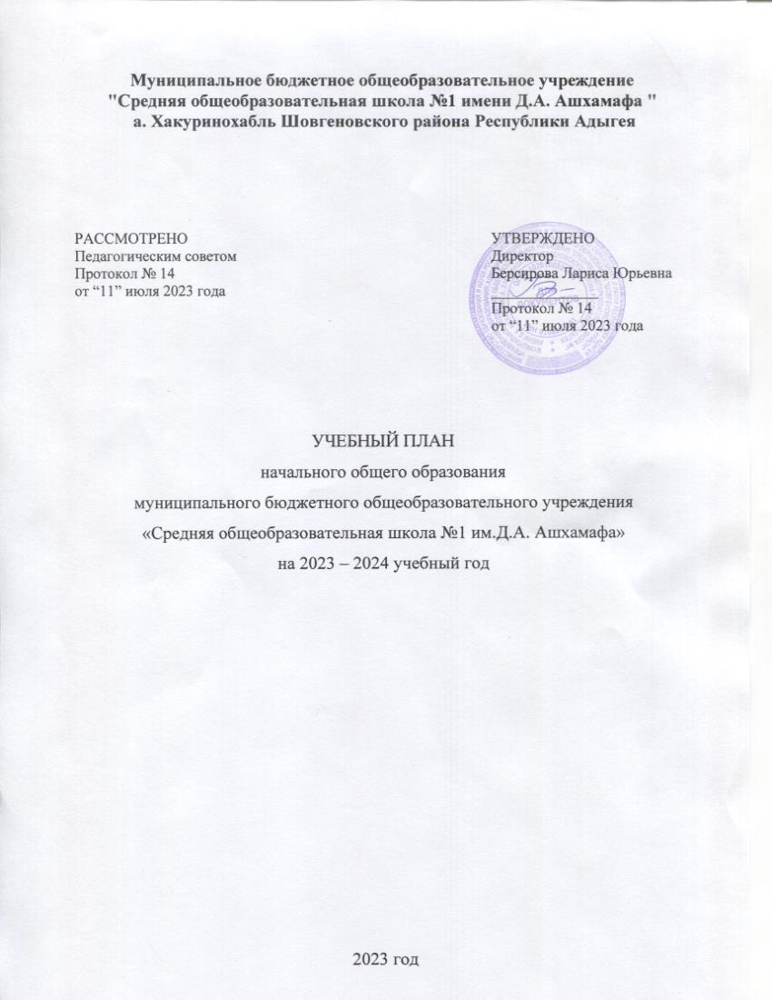 Муниципальное бюджетное общеобразовательное учреждение
"Средняя общеобразовательная школа №1 имени Д.А. Ашхамафа "
а. Хакуринохабль Шовгеновского района Республики Адыгея
РАССМОТРЕНО
Педагогическим советом
Протокол № 14
от “11” июля 2023 года
УТВЕРЖДЕНО
Директор
Берсирова Лариса Юрьевна
Протокол № 14
от “11” июля 2023 года
ДОКУМЕНТОВ
УЧЕБНЫЙ ПЛАН
начального общего образования
муниципального бюджетного общеобразовательного учреждения
«Средняя общеобразовательная школа №1 им.Д.А. Ашхамафа»
на 2023 – 2024 учебный год
2023 год